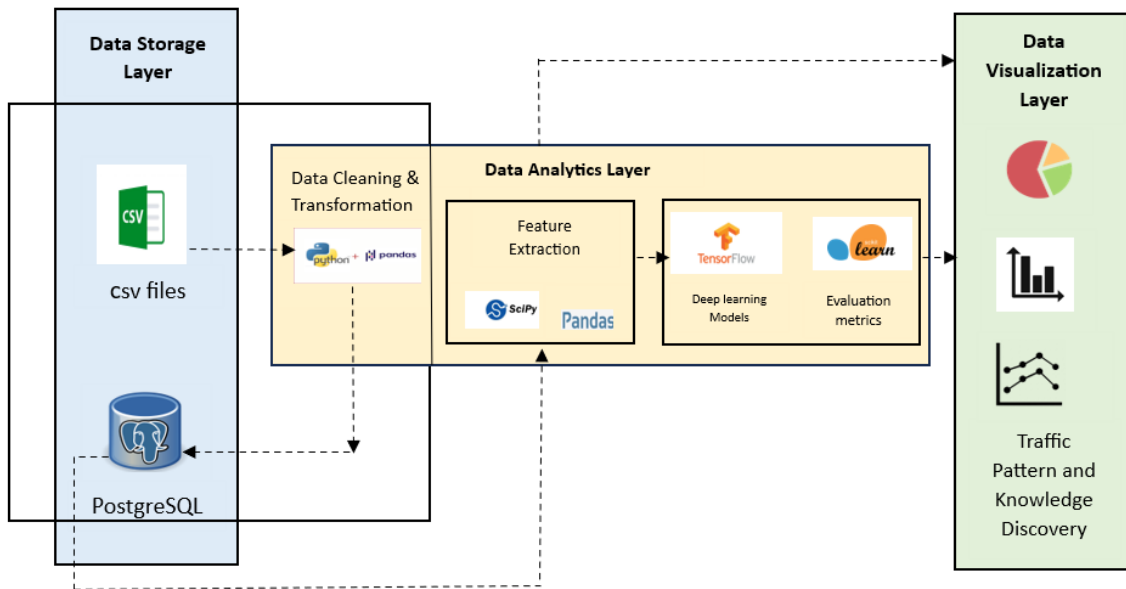 Data Storage
Layer
CSV
csv files
PostgreSQL
Data Cleaning &
Transformation
python + pandas
Data Analytics Layer
Feature
Extraction
SciPy
Pandas
TensorFlow
Deep learning
Models
learn
Evaluation
metrics
Data
Visualization
Layer
Traffic
Pattern and
Knowledge
Discovery